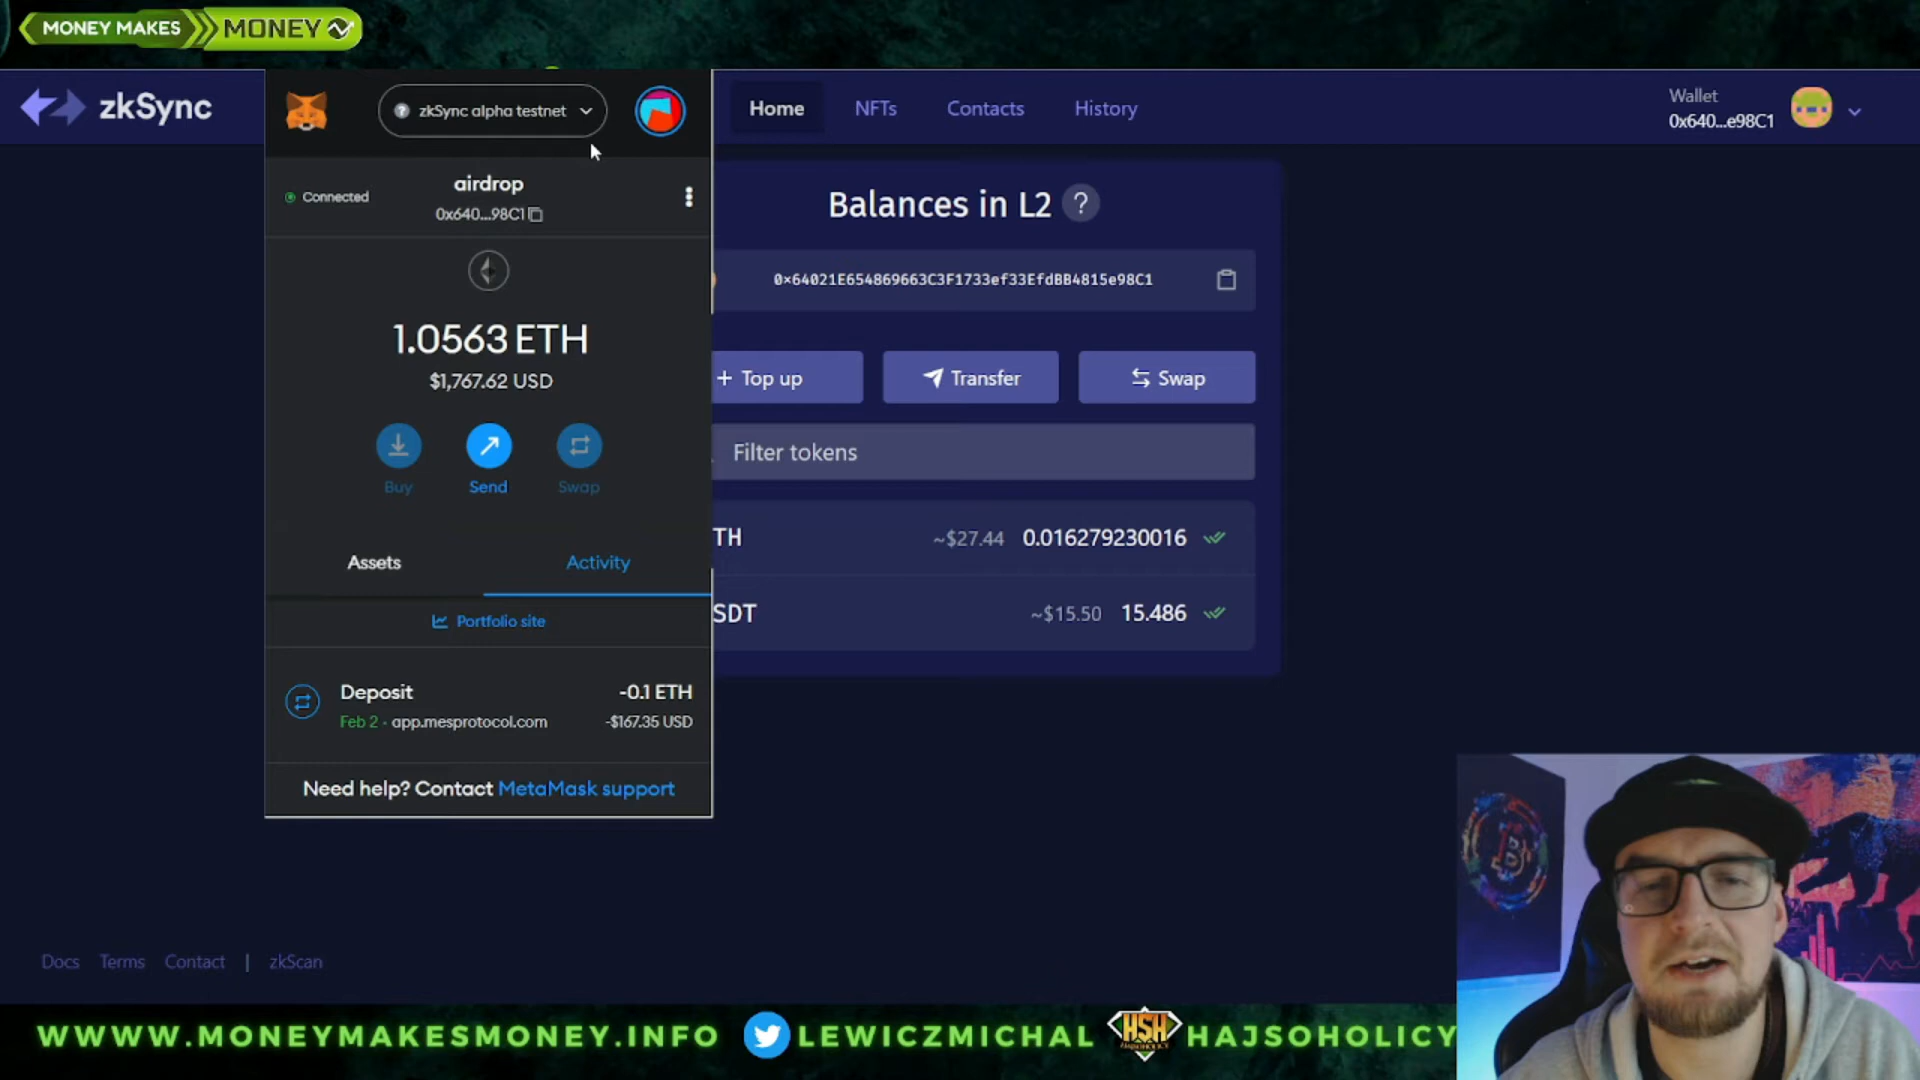 MONEY MAKES MONEY
zkSync
zkSync alpha testnet
Home
NFTs
Contacts
History
Wallet
0x640...e98C1
Connected
airdrop
0x640...98C1
1.0563 ETH
$1,767.62 USD
Buy
Send
Swap
Assets
Activity
Portfolio site
Deposit
-0.1 ETH
Feb 2 - app.mesprotocol.com
-$167.35 USD
Need help? Contact MetaMask support
Balances in L2 ?
0x64021E654869663C3F1733ef33EfdBB4815e98C1
+ Top up
Transfer
Swap
Filter tokens
TH
~$27.44
0.016279230016
SDT
~$15.50
15.486
Docs
Terms
Contact
|
zkScan
WWWW.MONEYMAKESMONEY.INFO
LEWICZMICHAL
HSH
HAJSOHOLICY